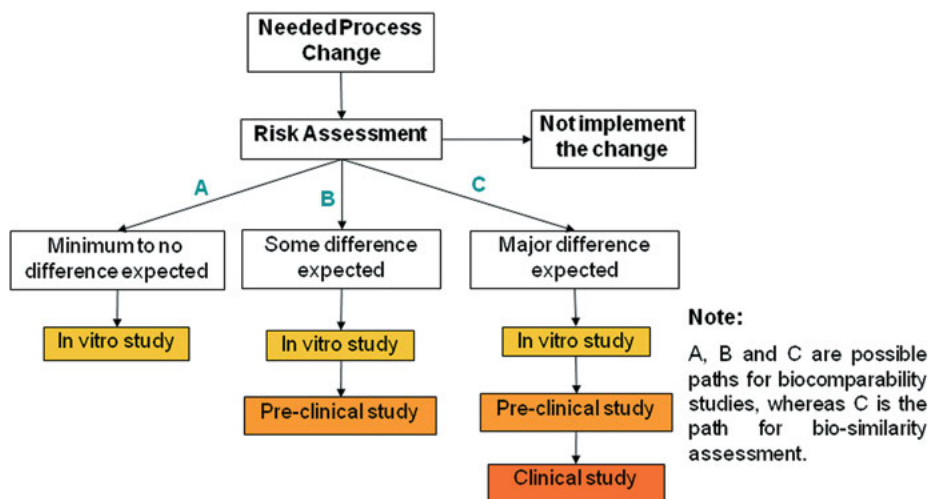 Needed Process
Change
Risk Assessment
Not implement
the change
A
B
C
Minimum to no
difference expected
Some difference
expected
Major difference
expected
In vitro study
In vitro study
In vitro study
Pre-clinical study
Pre-clinical study
Clinical study
Note:
A, B and C are possible
paths for biocomparability
studies, whereas C is the
path for bio-similarity
assessment.